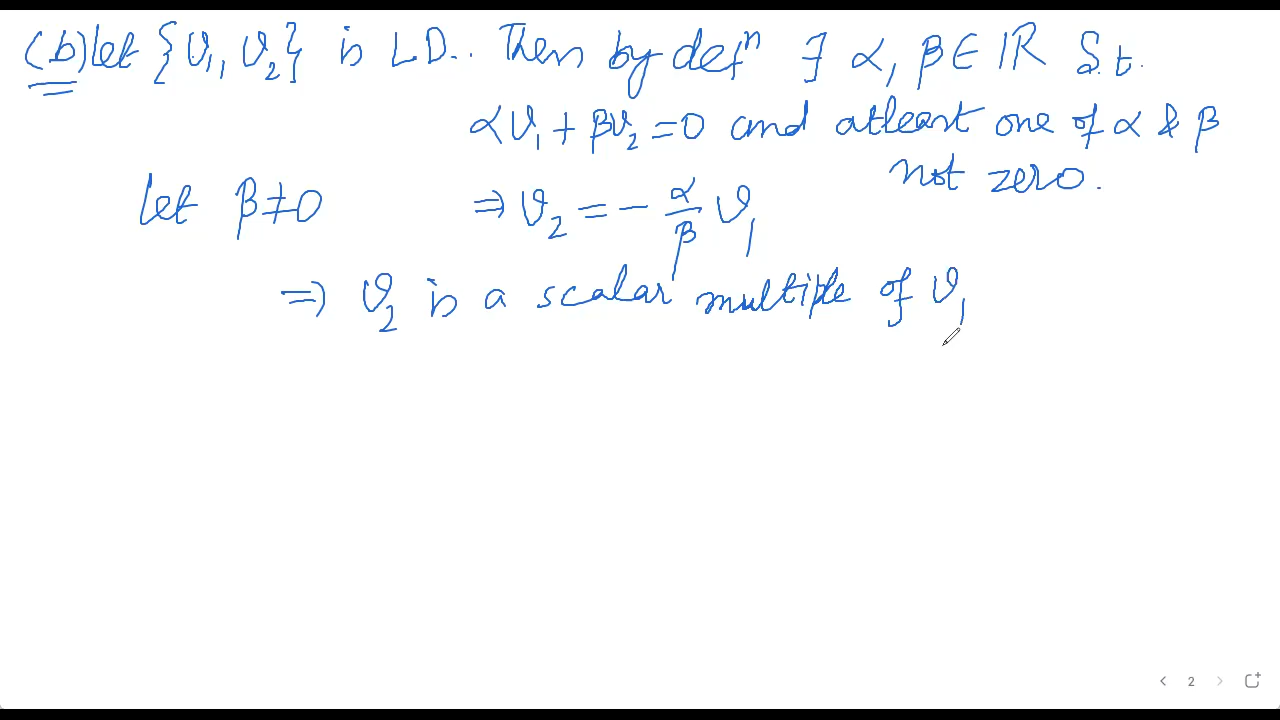 (b) let {v₁, v₂} is LD.. Then by defⁿ ∃ α, β ∈ ℝ S.t.
αv₁ + βv₂ = 0 and atleast one of α & β
not zero.
let β ≠ 0 ⇒ v₂ = - α/β v₁
⇒ v₂ is a scalar multiple of v₁
2